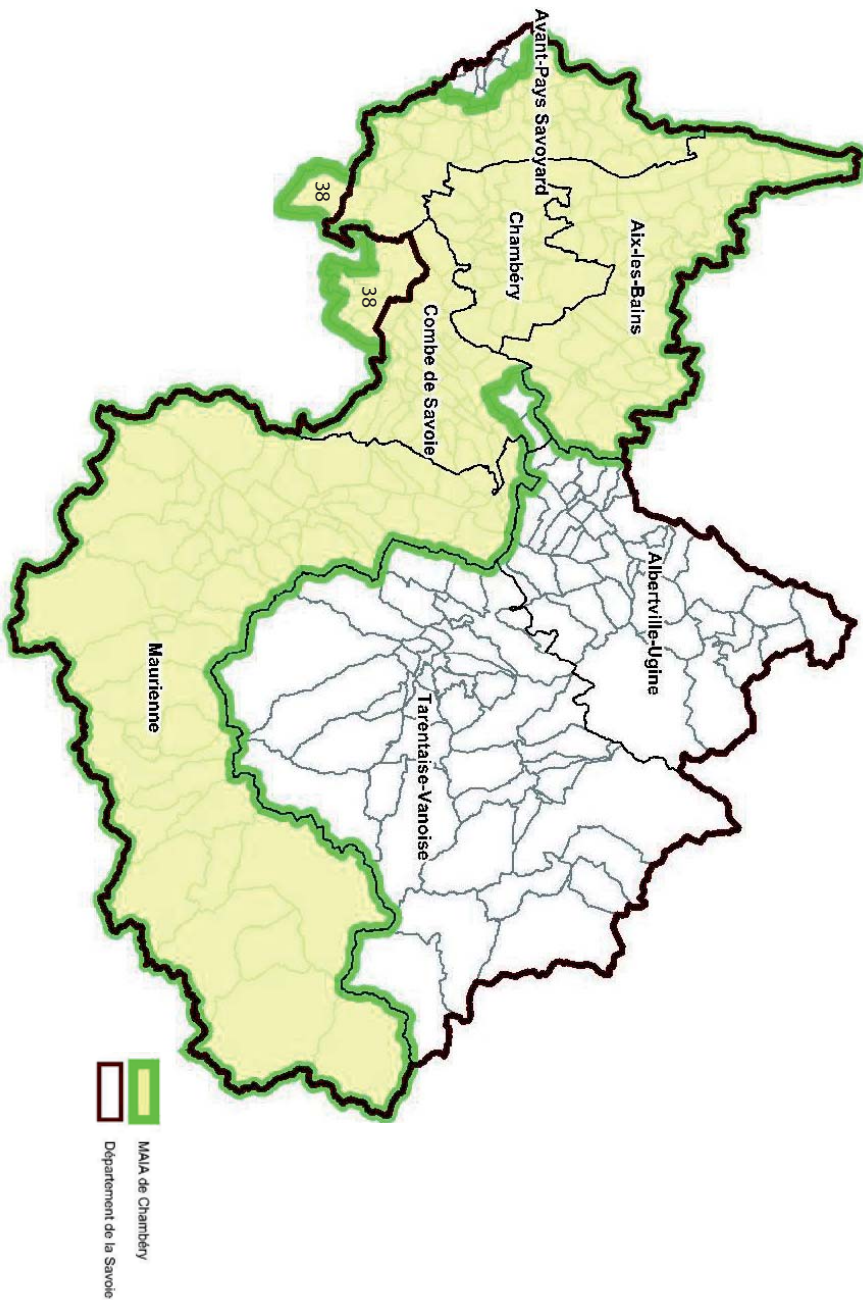 Avant-Pays Savoyard
Aix-les-Bains
Chambéry
Combe de Savoie
38
38
Albertville-Ugine
Tarentaise-Vanoise
Maurienne
MAIA de Chambéry
Département de la Savoie